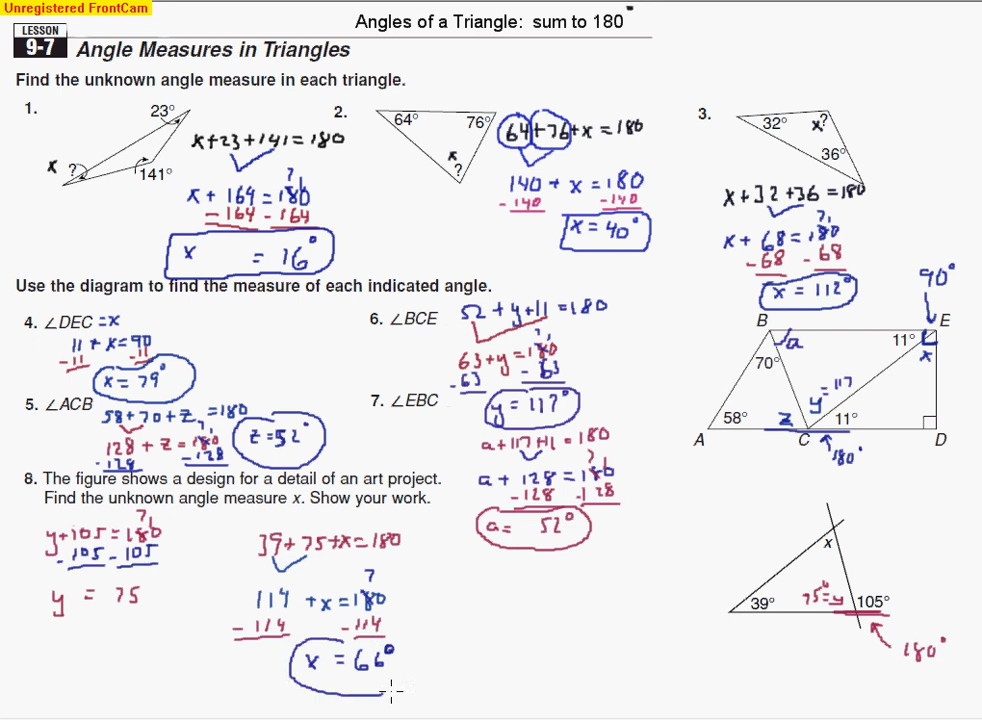 Unregistered FrontCam
Angles of a Triangle: sum to 180
LESSON
9-7
Angle Measures in Triangles
Find the unknown angle measure in each triangle.
1.
23°
x ?
141°
x+23+141=180
x + 164 = 180
- 164 - 164
x = 16°
2.
64°
76°
x
?
64+76+x=180
140 + x = 180
- 140 - 140
x = 40°
3.
32°
x?
36°
x+32+36=180
x + 68 = 180
- 68 - 68
x = 112°
Use the diagram to find the measure of each indicated angle.
4. ∠DEC = x
11 + x = 90
-11 -11
x = 79°
5. ∠ACB
58+70+z=180
128 + z = 180
-128 -128
z = 52°
6. ∠BCE
52 + y + 11 = 180
63+y=180
-63 -63
y = 117°
7. ∠EBC
a+117+11=180
a + 128 = 180
-128 -128
a = 52°
90°
B
E
a
11°
x
70°
y=117
58°
z
11°
A
C
D
180°
8. The figure shows a design for a detail of an art project.
Find the unknown angle measure x. Show your work.
y+105=180
-105 -105
y = 75
39+75+x=180
114 + x = 180
-114 -114
x = 66°
x
39°
75°=y
105°
180°